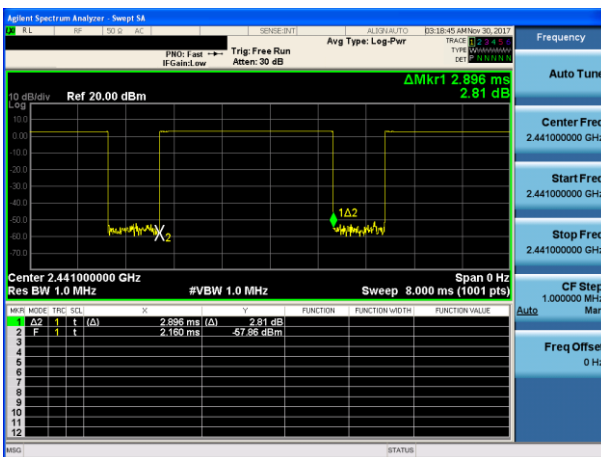 Agilent Spectrum Analyzer - Swept SA
RL RF 50 Ω AC SENSE:INT ALIGNAUTO 03:18:45 AM Nov 30, 2017
Avg Type: Log-Pwr TRACE 1 2 3 4 5 6
PNO: Fast Trig: Free Run TYPE
IFGain:Low Atten: 30 dB DET P N N N N N
Frequency
Auto Tune
Center Freq
2.441000000 GHz
Start Freq
2.441000000 GHz
Stop Freq
2.441000000 GHz
CF Step
1.000000 MHz
Auto Man
Freq Offset
0 Hz
ΔMkr1 2.896 ms
2.81 dB
10 dB/div Ref 20.00 dBm
Log
10.0
0.00
-10.0
-20.0
-30.0
-40.0
-50.0
-60.0
-70.0
1Δ2
2
Center 2.441000000 GHz Span 0 Hz
Res BW 1.0 MHz #VBW 1.0 MHz Sweep 8.000 ms (1001 pts)
MKR MODE TRC SCL X Y FUNCTION FUNCTION WIDTH FUNCTION VALUE
1 Δ2 1 t (Δ) 2.896 ms (Δ) 2.81 dB
2 F 1 t 2.160 ms -57.86 dBm
3
4
5
6
7
8
9
10
11
12
MSG STATUS